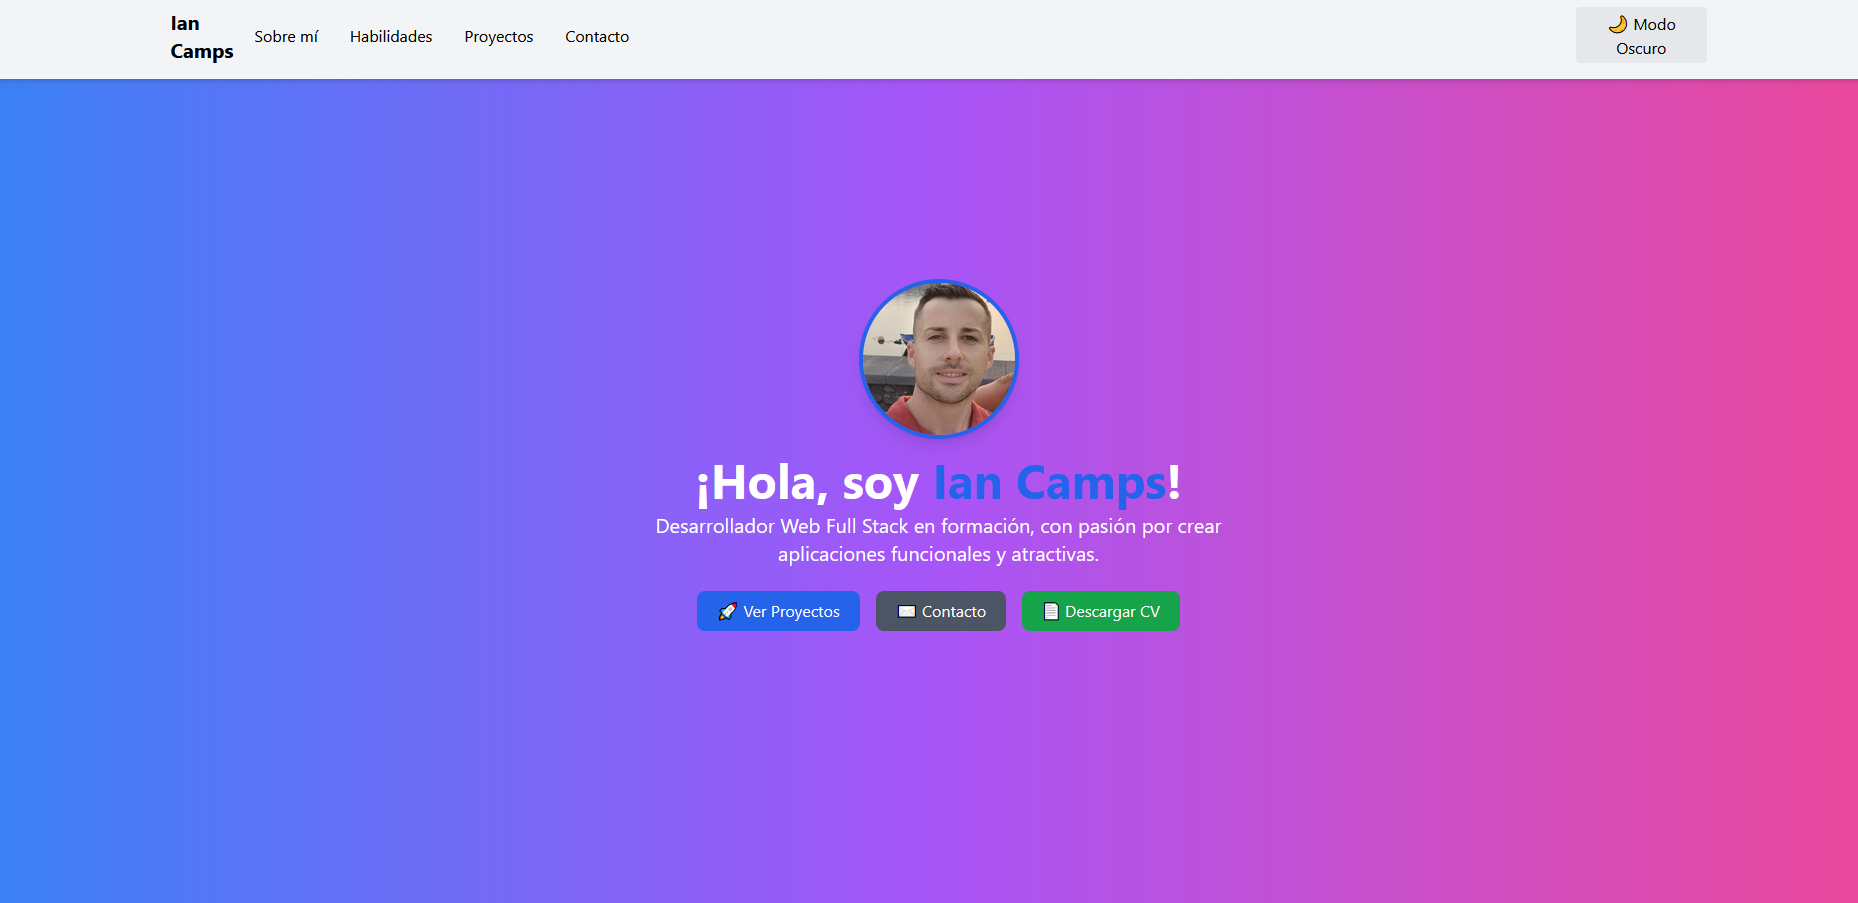 Ian
Camps
Sobre mí
Habilidades
Proyectos
Contacto
🌙 Modo
Oscuro
¡Hola, soy Ian Camps!
Desarrollador Web Full Stack en formación, con pasión por crear
aplicaciones funcionales y atractivas.
🚀 Ver Proyectos
✉️ Contacto
📄 Descargar CV